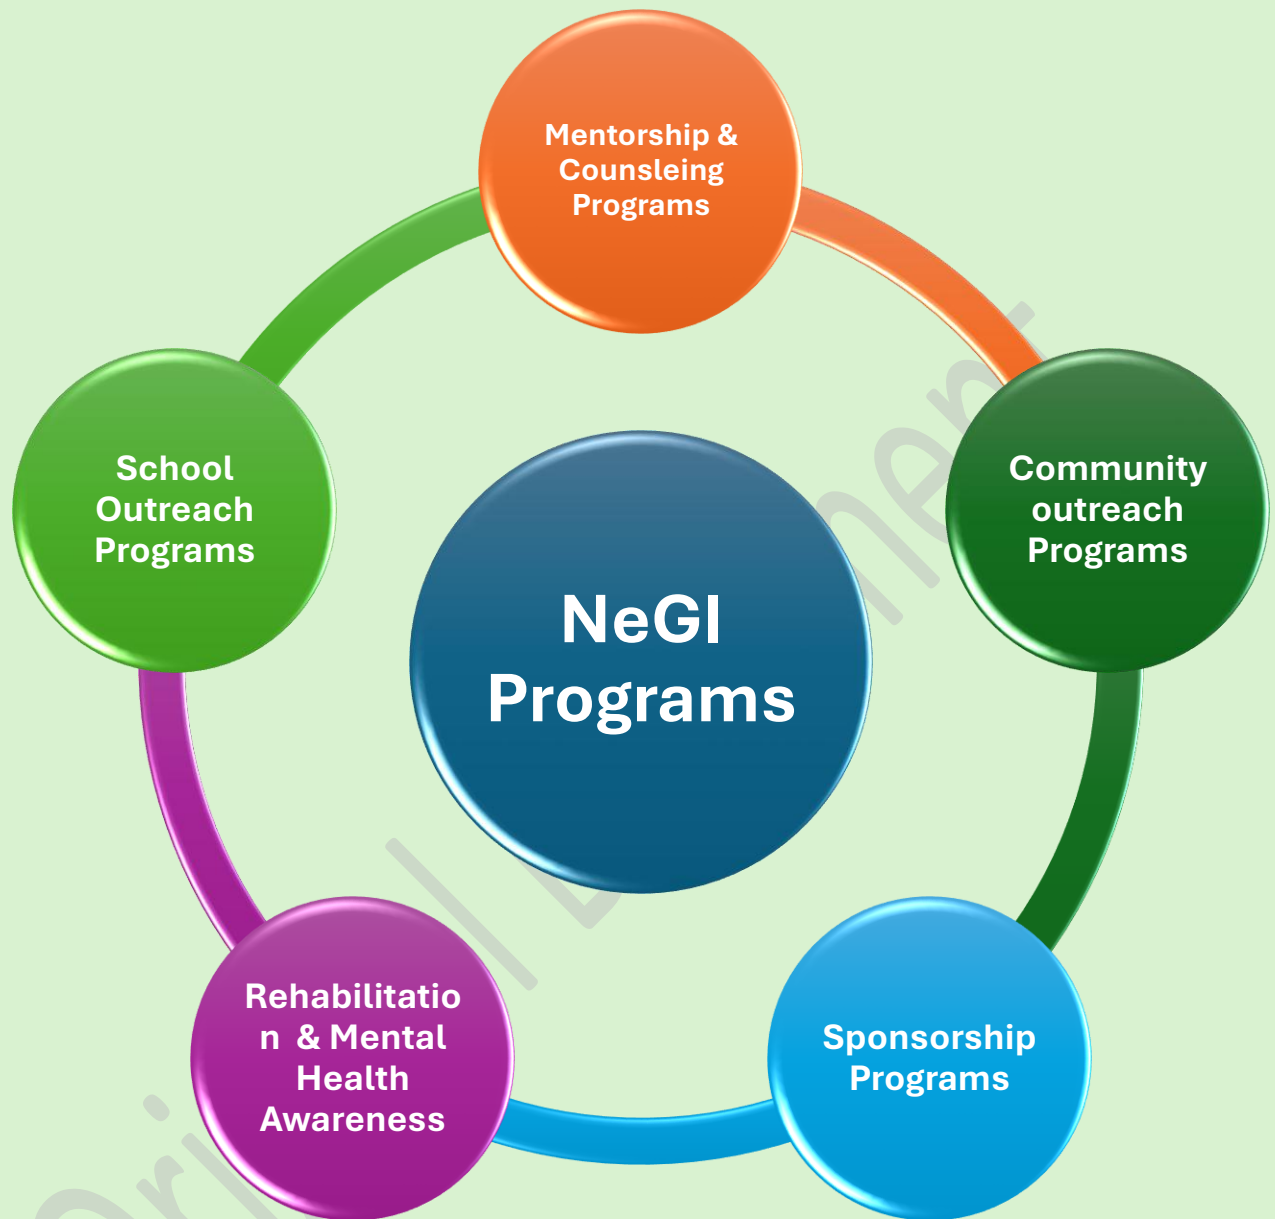 Mentorship &
Counsleing
Programs
School
Outreach
Programs
Community
outreach
Programs
NeGI
Programs
Rehabilitatio
n & Mental
Health
Awareness
Sponsorship
Programs